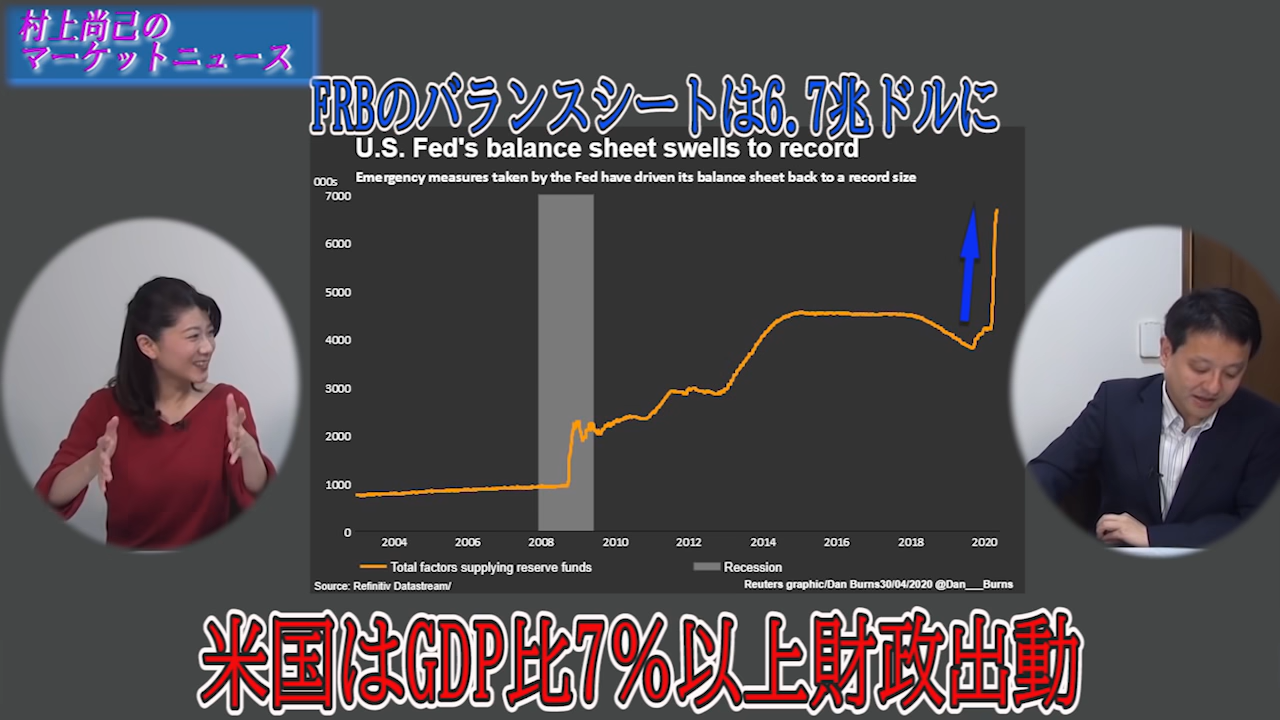 村上尚己の
マーケットニュース
FRBのバランスシートは6.7兆ドルに
U.S. Fed's balance sheet swells to record
Emergency measures taken by the Fed have driven its balance sheet back to a record size
000s
7000
6000
5000
4000
3000
2000
1000
0
2004 2006 2008 2010 2012 2014 2016 2018 2020
Total factors supplying reserve funds Recession
Source: Refinitiv Datastream/ Reuters graphic/Dan Burns30/04/2020 @Dan___Burns
米国はGDP比7％以上財政出動